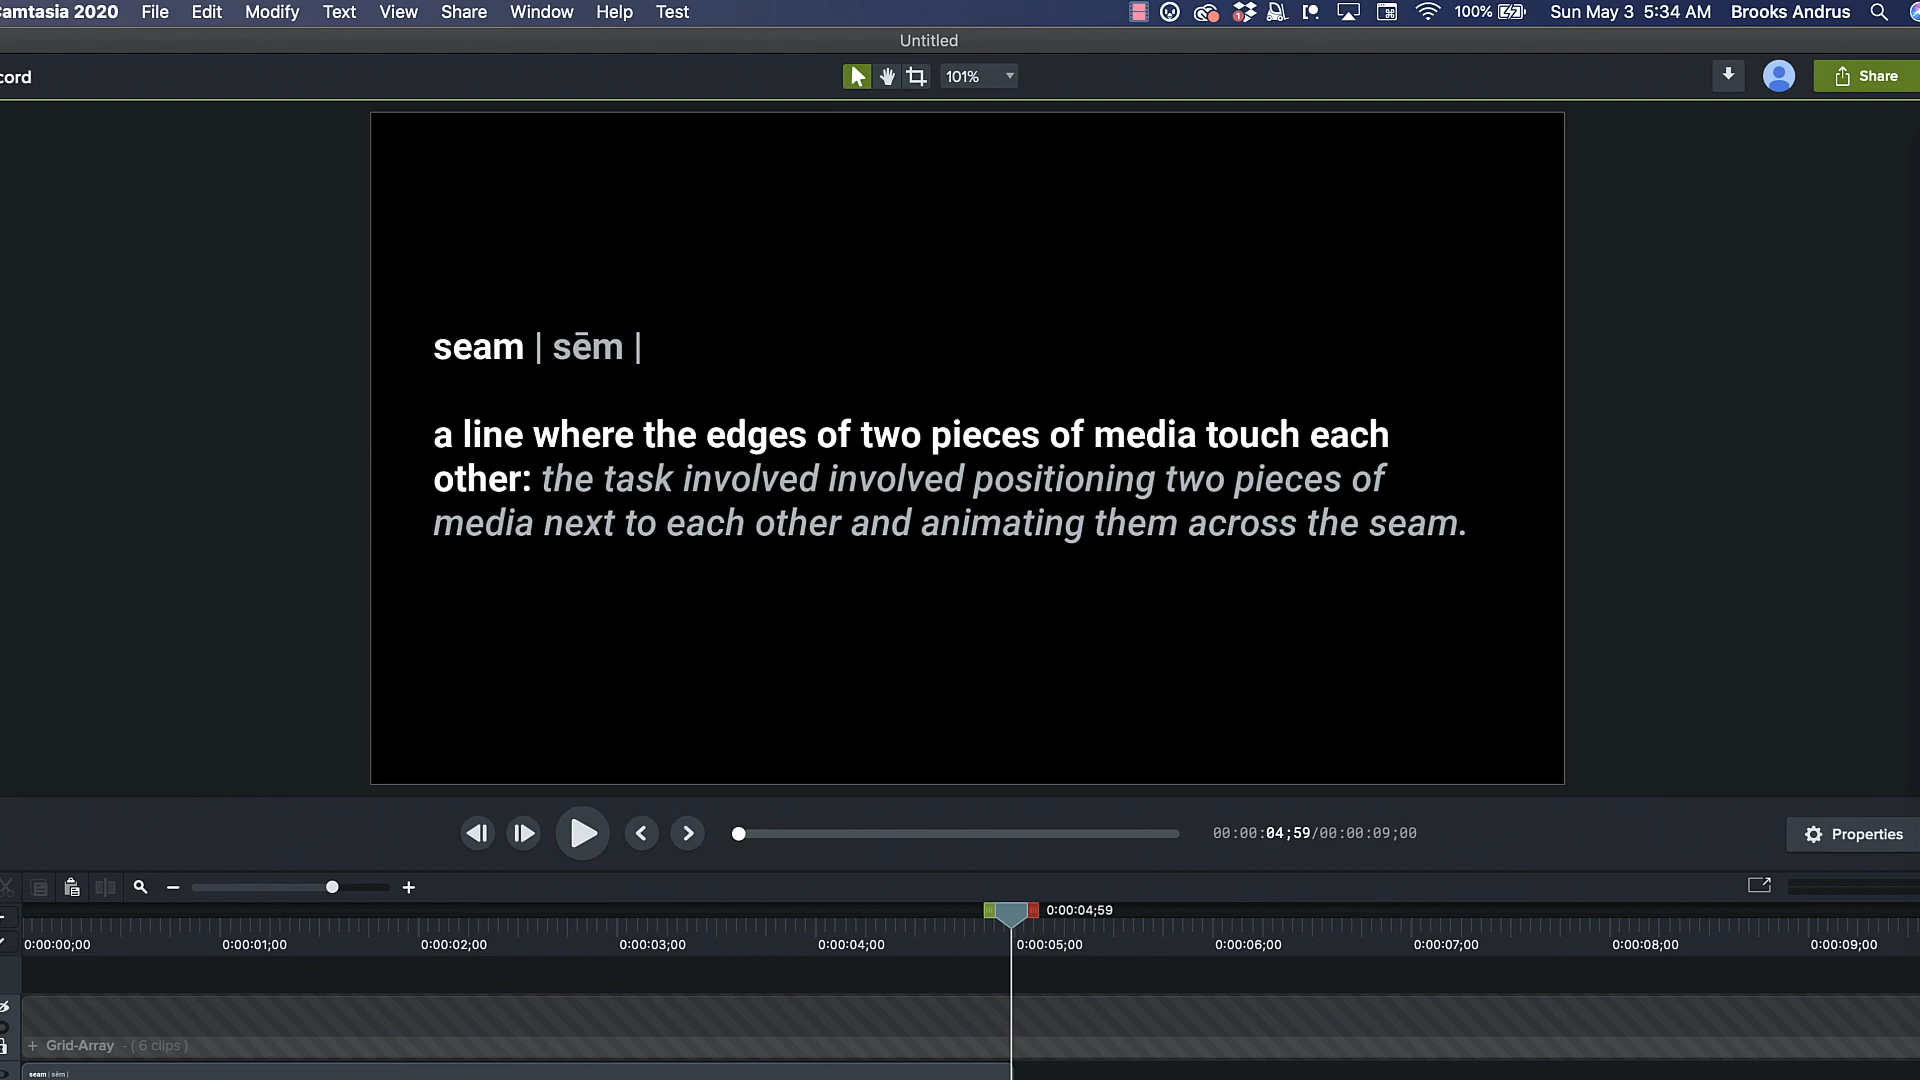 amtasia 2020 File Edit Modify Text View Share Window Help Test 1 100% Sun May 3 5:34 AM Brooks Andrus
Untitled
cord 101% Share
seam | sēm |
a line where the edges of two pieces of media touch each
other: the task involved involved positioning two pieces of
media next to each other and animating them across the seam.
00:00:04;59/00:00:09;00 Properties
0:00:04;59
0:00:00;00 0:00:01;00 0:00:02;00 0:00:03;00 0:00:04;00 0:00:05;00 0:00:06;00 0:00:07;00 0:00:08;00 0:00:09;00
+ Grid-Array - ( 6 clips )
seam | sēm |